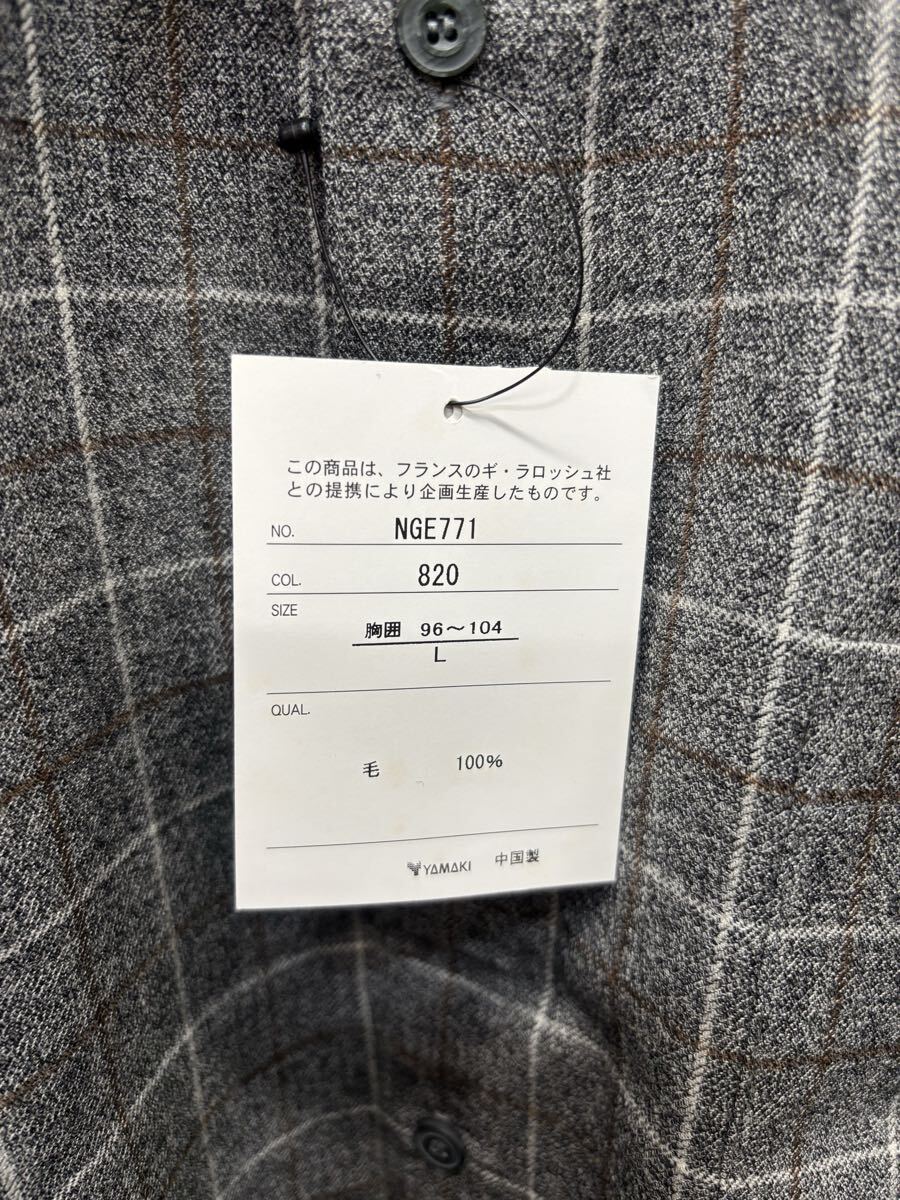 この商品は、フランスのギ・ラロッシュ社
との提携により企画生産したものです。
NO. NGE771
COL. 820
SIZE
胸囲 96～104
L
QUAL.
毛 100%
YAMAKI 中国製